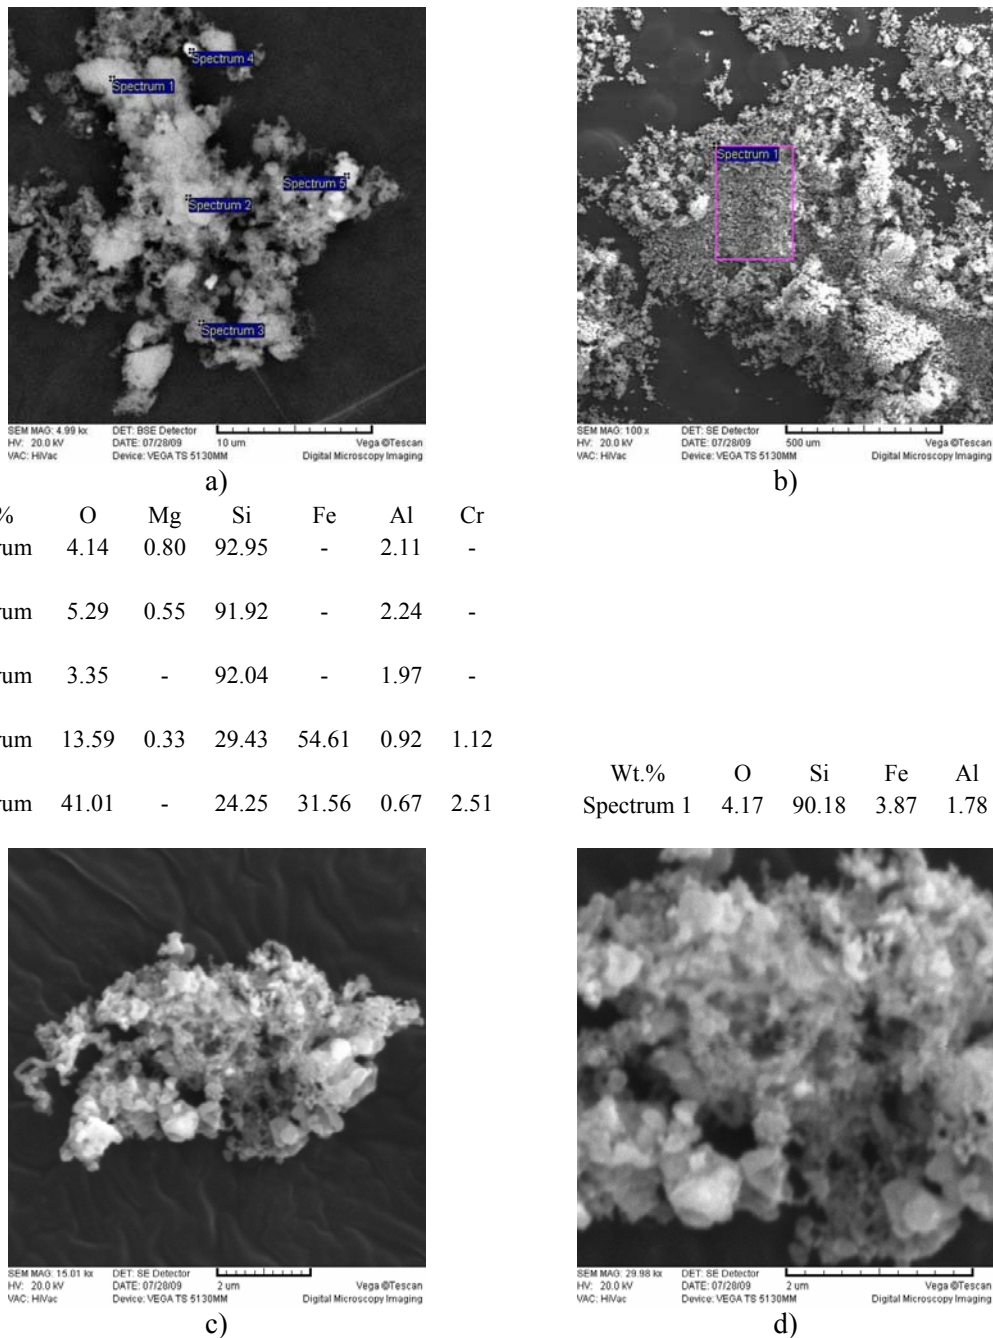 Spectrum 4
Spectrum 1
Spectrum 5
Spectrum 2
Spectrum 3
SEM MAG: 4.99 kx DET: BSE Detector
HV: 20.0 kV DATE: 07/28/09 10 um Vega ©Tescan
VAC: HiVac Device: VEGA TS 5130MM Digital Microscopy Imaging
a)
Spectrum 1
SEM MAG: 100 x DET: SE Detector
HV: 20.0 kV DATE: 07/28/09 500 um Vega ©Tescan
VAC: HiVac Device: VEGA TS 5130MM Digital Microscopy Imaging
b)
% O Mg Si Fe Al Cr
um 4.14 0.80 92.95 - 2.11 -
um 5.29 0.55 91.92 - 2.24 -
um 3.35 - 92.04 - 1.97 -
um 13.59 0.33 29.43 54.61 0.92 1.12
um 41.01 - 24.25 31.56 0.67 2.51
Wt.% O Si Fe Al
Spectrum 1 4.17 90.18 3.87 1.78
SEM MAG: 15.01 kx DET: SE Detector
HV: 20.0 kV DATE: 07/28/09 2 um Vega ©Tescan
VAC: HiVac Device: VEGA TS 5130MM Digital Microscopy Imaging
c)
SEM MAG: 29.98 kx DET: SE Detector
HV: 20.0 kV DATE: 07/28/09 2 um Vega ©Tescan
VAC: HiVac Device: VEGA TS 5130MM Digital Microscopy Imaging
d)